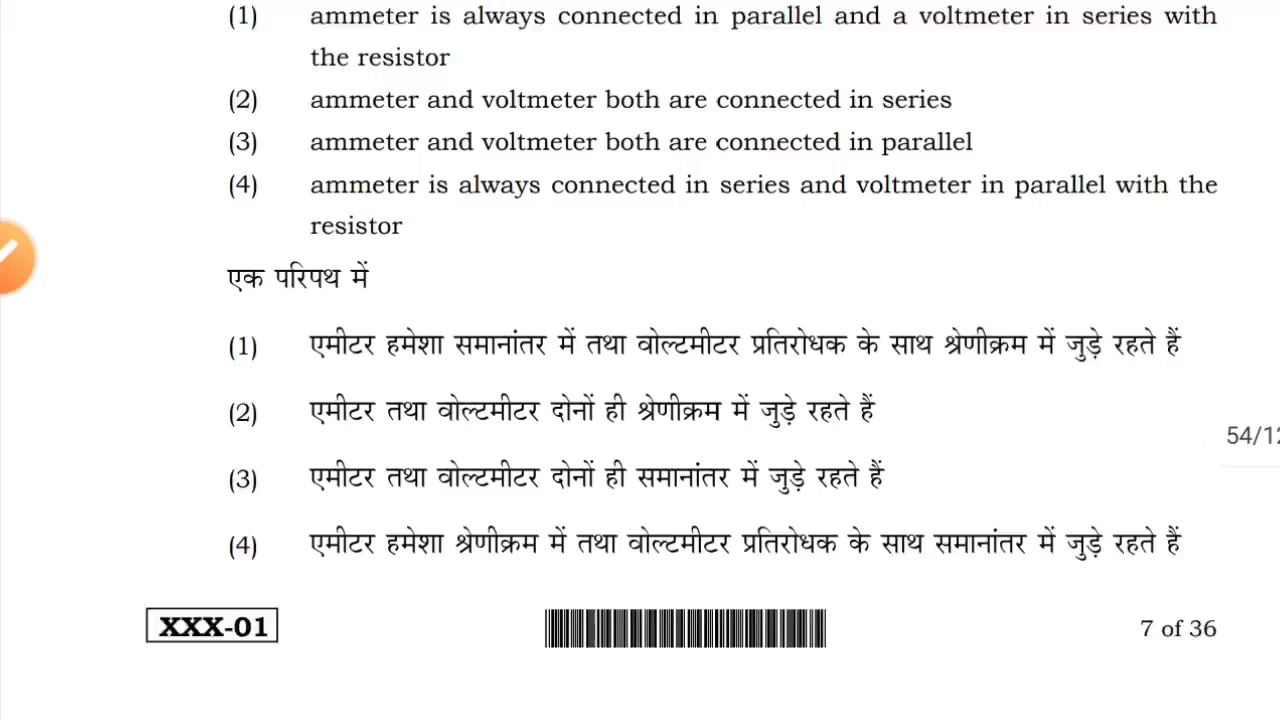 (1) ammeter is always connected in parallel and a voltmeter in series with
the resistor
(2) ammeter and voltmeter both are connected in series
(3) ammeter and voltmeter both are connected in parallel
(4) ammeter is always connected in series and voltmeter in parallel with the
resistor
एक परिपथ में
(1) एमीटर हमेशा समानांतर में तथा वोल्टमीटर प्रतिरोधक के साथ श्रेणीक्रम में जुड़े रहते हैं
(2) एमीटर तथा वोल्टमीटर दोनों ही श्रेणीक्रम में जुड़े रहते हैं
(3) एमीटर तथा वोल्टमीटर दोनों ही समानांतर में जुड़े रहते हैं
54/12
(4) एमीटर हमेशा श्रेणीक्रम में तथा वोल्टमीटर प्रतिरोधक के साथ समानांतर में जुड़े रहते हैं
XXX-01 7 of 36